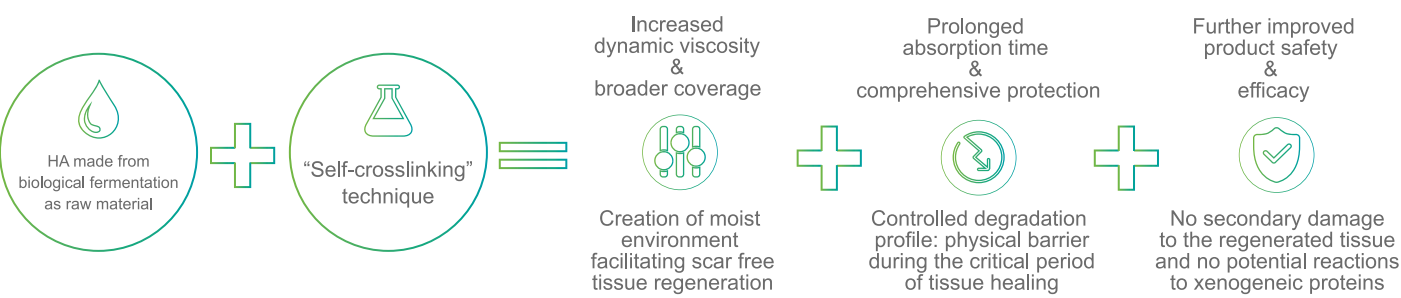 HA made from
biological fermentation
as raw material
“Self-crosslinking”
technique
Increased
dynamic viscosity
&
broader coverage
Creation of moist
environment
facilitating scar free
tissue regeneration
Prolonged
absorption time
&
comprehensive protection
Controlled degradation
profile: physical barrier
during the critical period
of tissue healing
Further improved
product safety
&
efficacy
No secondary damage
to the regenerated tissue
and no potential reactions
to xenogeneic proteins